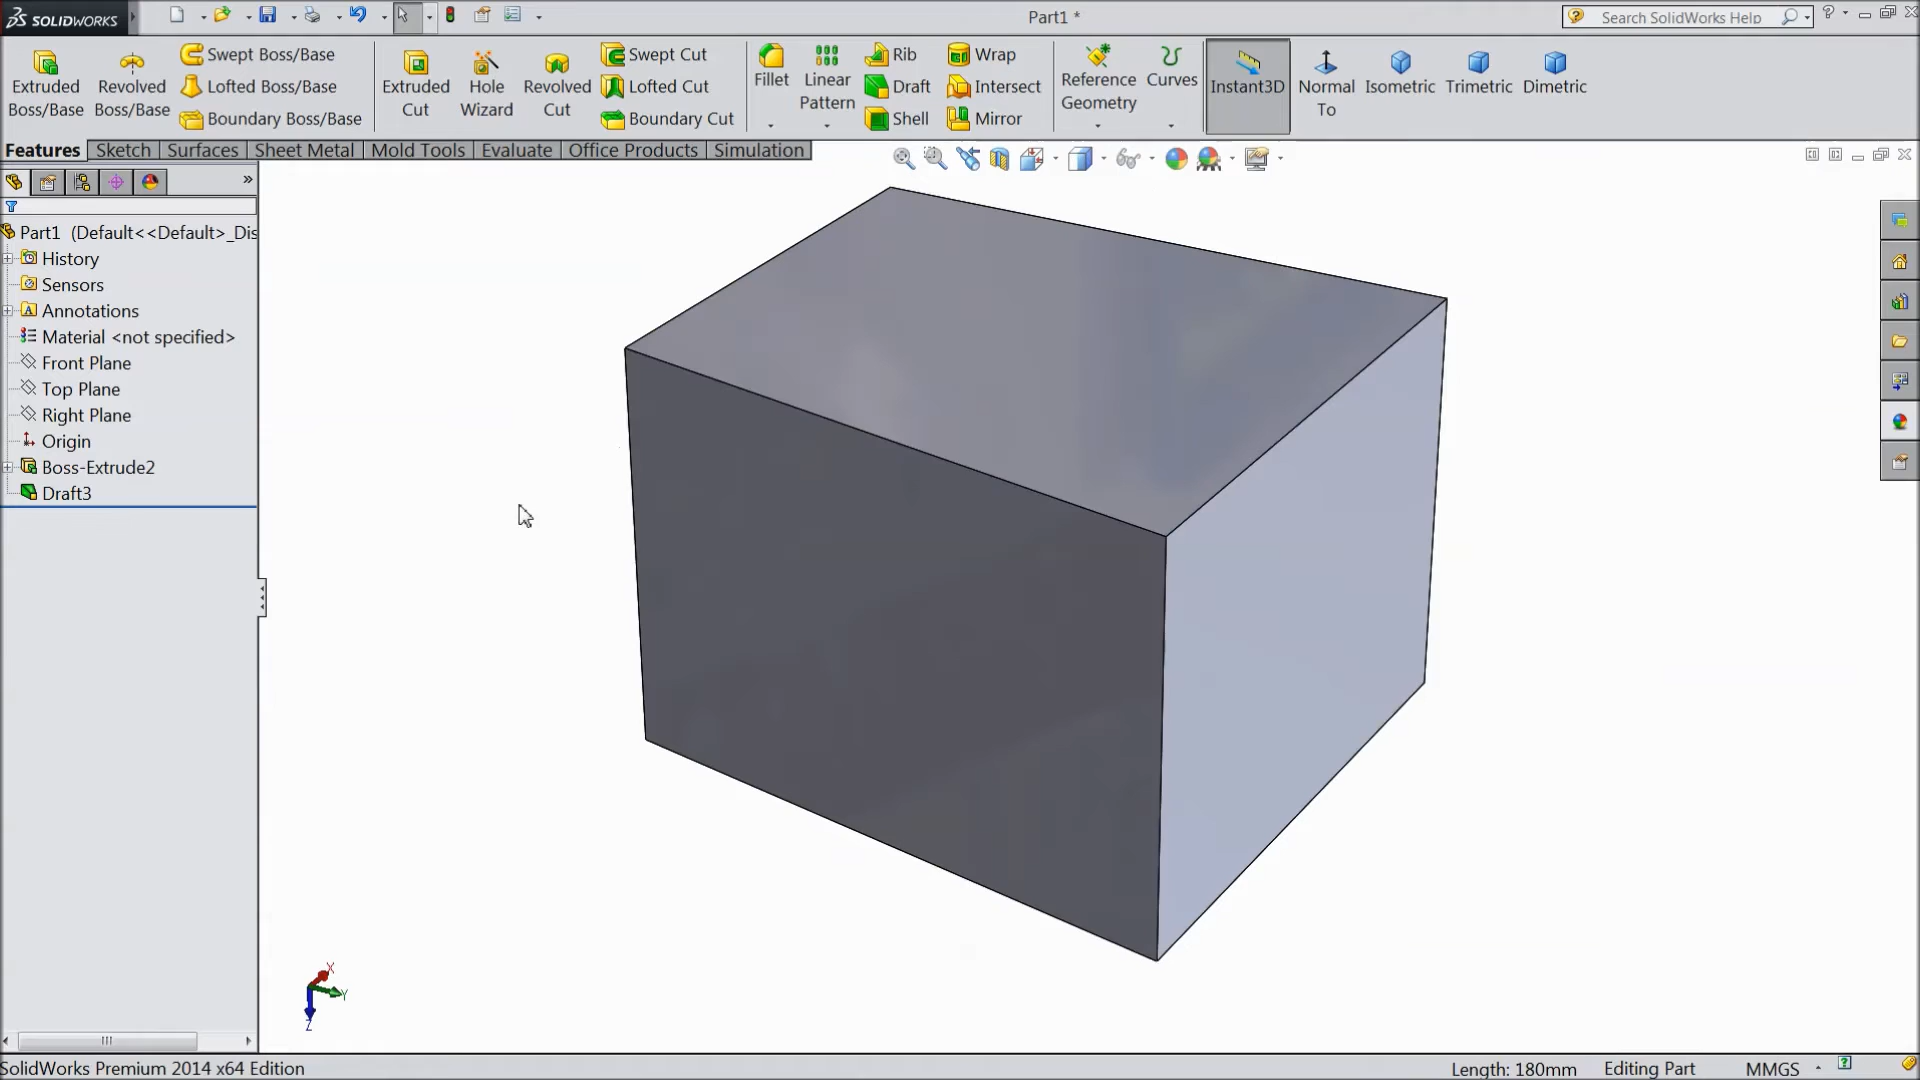 SOLIDWORKS
Part1 *
Search SolidWorks Help
Extruded Boss/Base
Revolved Boss/Base
Swept Boss/Base
Lofted Boss/Base
Boundary Boss/Base
Extruded Cut
Hole Wizard
Revolved Cut
Swept Cut
Lofted Cut
Boundary Cut
Fillet
Linear Pattern
Rib
Draft
Shell
Wrap
Intersect
Mirror
Reference Geometry
Curves
Instant3D
Normal To
Isometric
Trimetric
Dimetric
Features
Sketch
Surfaces
Sheet Metal
Mold Tools
Evaluate
Office Products
Simulation
Part1 (Default<<Default>_Dis
History
Sensors
Annotations
Material <not specified>
Front Plane
Top Plane
Right Plane
Origin
Boss-Extrude2
Draft3
X
Y
Z
SolidWorks Premium 2014 x64 Edition
Length: 180mm
Editing Part
MMGS